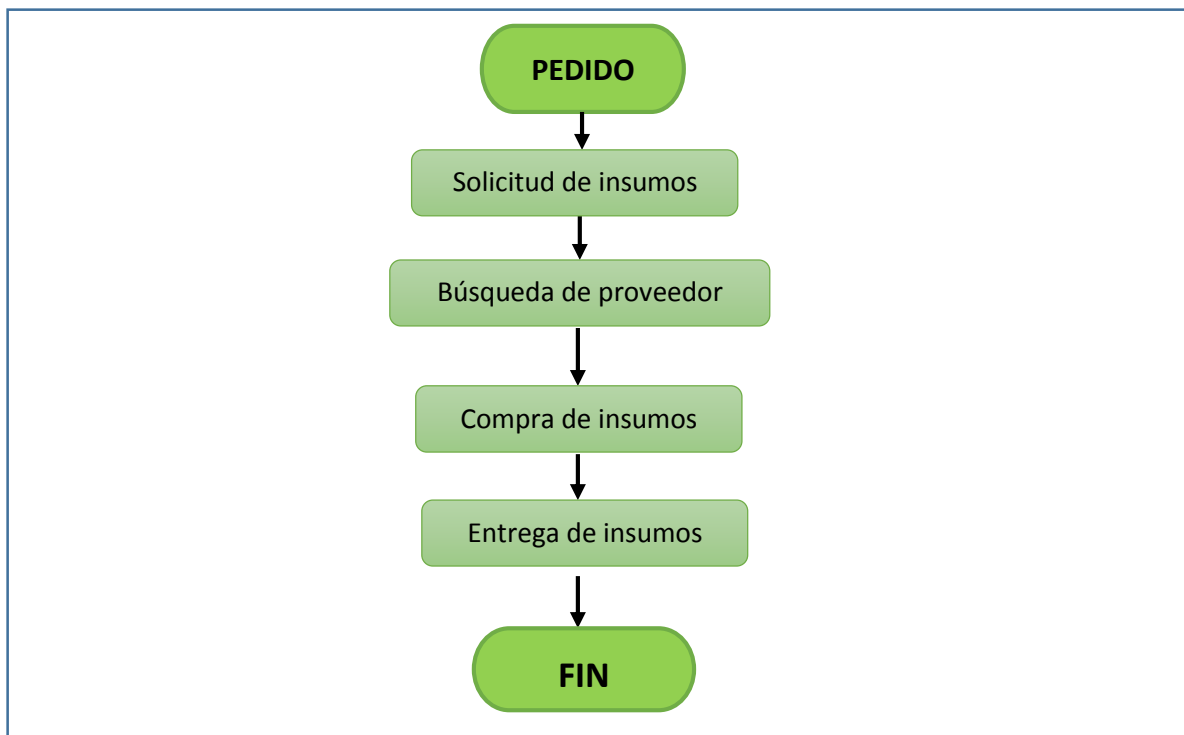 PEDIDO
Solicitud de insumos
Búsqueda de proveedor
Compra de insumos
Entrega de insumos
FIN